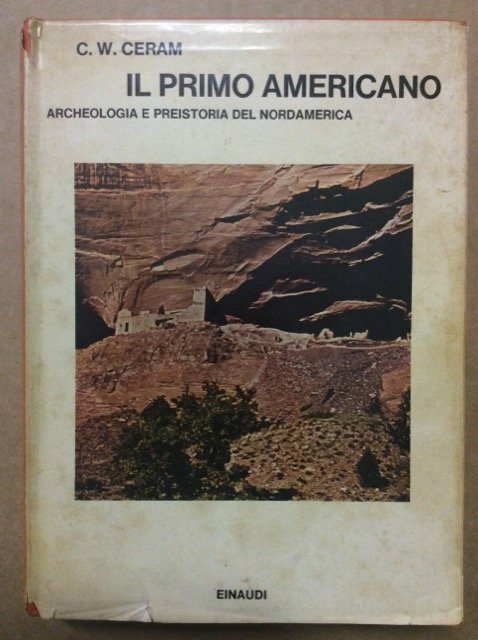 C. W. CERAM
IL PRIMO AMERICANO
ARCHEOLOGIA E PREISTORIA DEL NORDAMERICA
EINAUDI